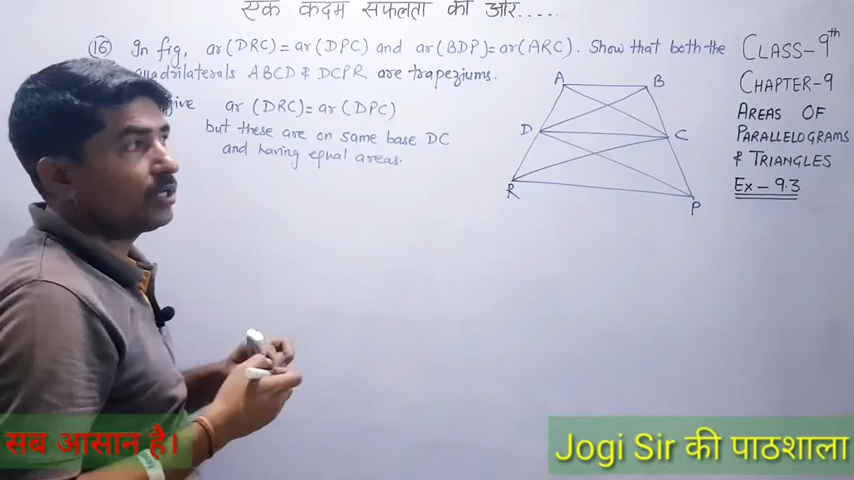 एक कदम सफलता की ओर.....
(16) In fig, ar(DRC)=ar(DPC) and ar(BDP)=ar(ARC). Show that both the
quadrilaterals ABCD & DCPR are trapeziums.
give ar (DRC)= ar (DPC)
but these are on same base DC
and having equal areas.
A
B
D
C
R
P
CLASS-9th
CHAPTER-9
AREAS OF
PARALLELOGRAMS
& TRIANGLES
Ex-9.3
सब आसान है।
Jogi Sir की पाठशाला